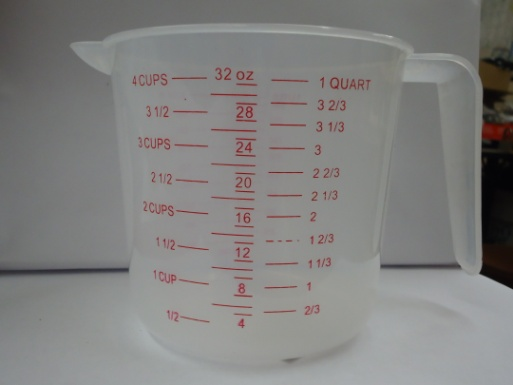 4 CUPS 32 oz 1 QUART
3 2/3
3 1/2 28
3 1/3
3 CUPS 24 3
2 2/3
2 1/2 20
2 1/3
2 CUPS 16 2
1 2/3
1 1/2 12
1 1/3
1 CUP 8 1
2/3
1/2 4